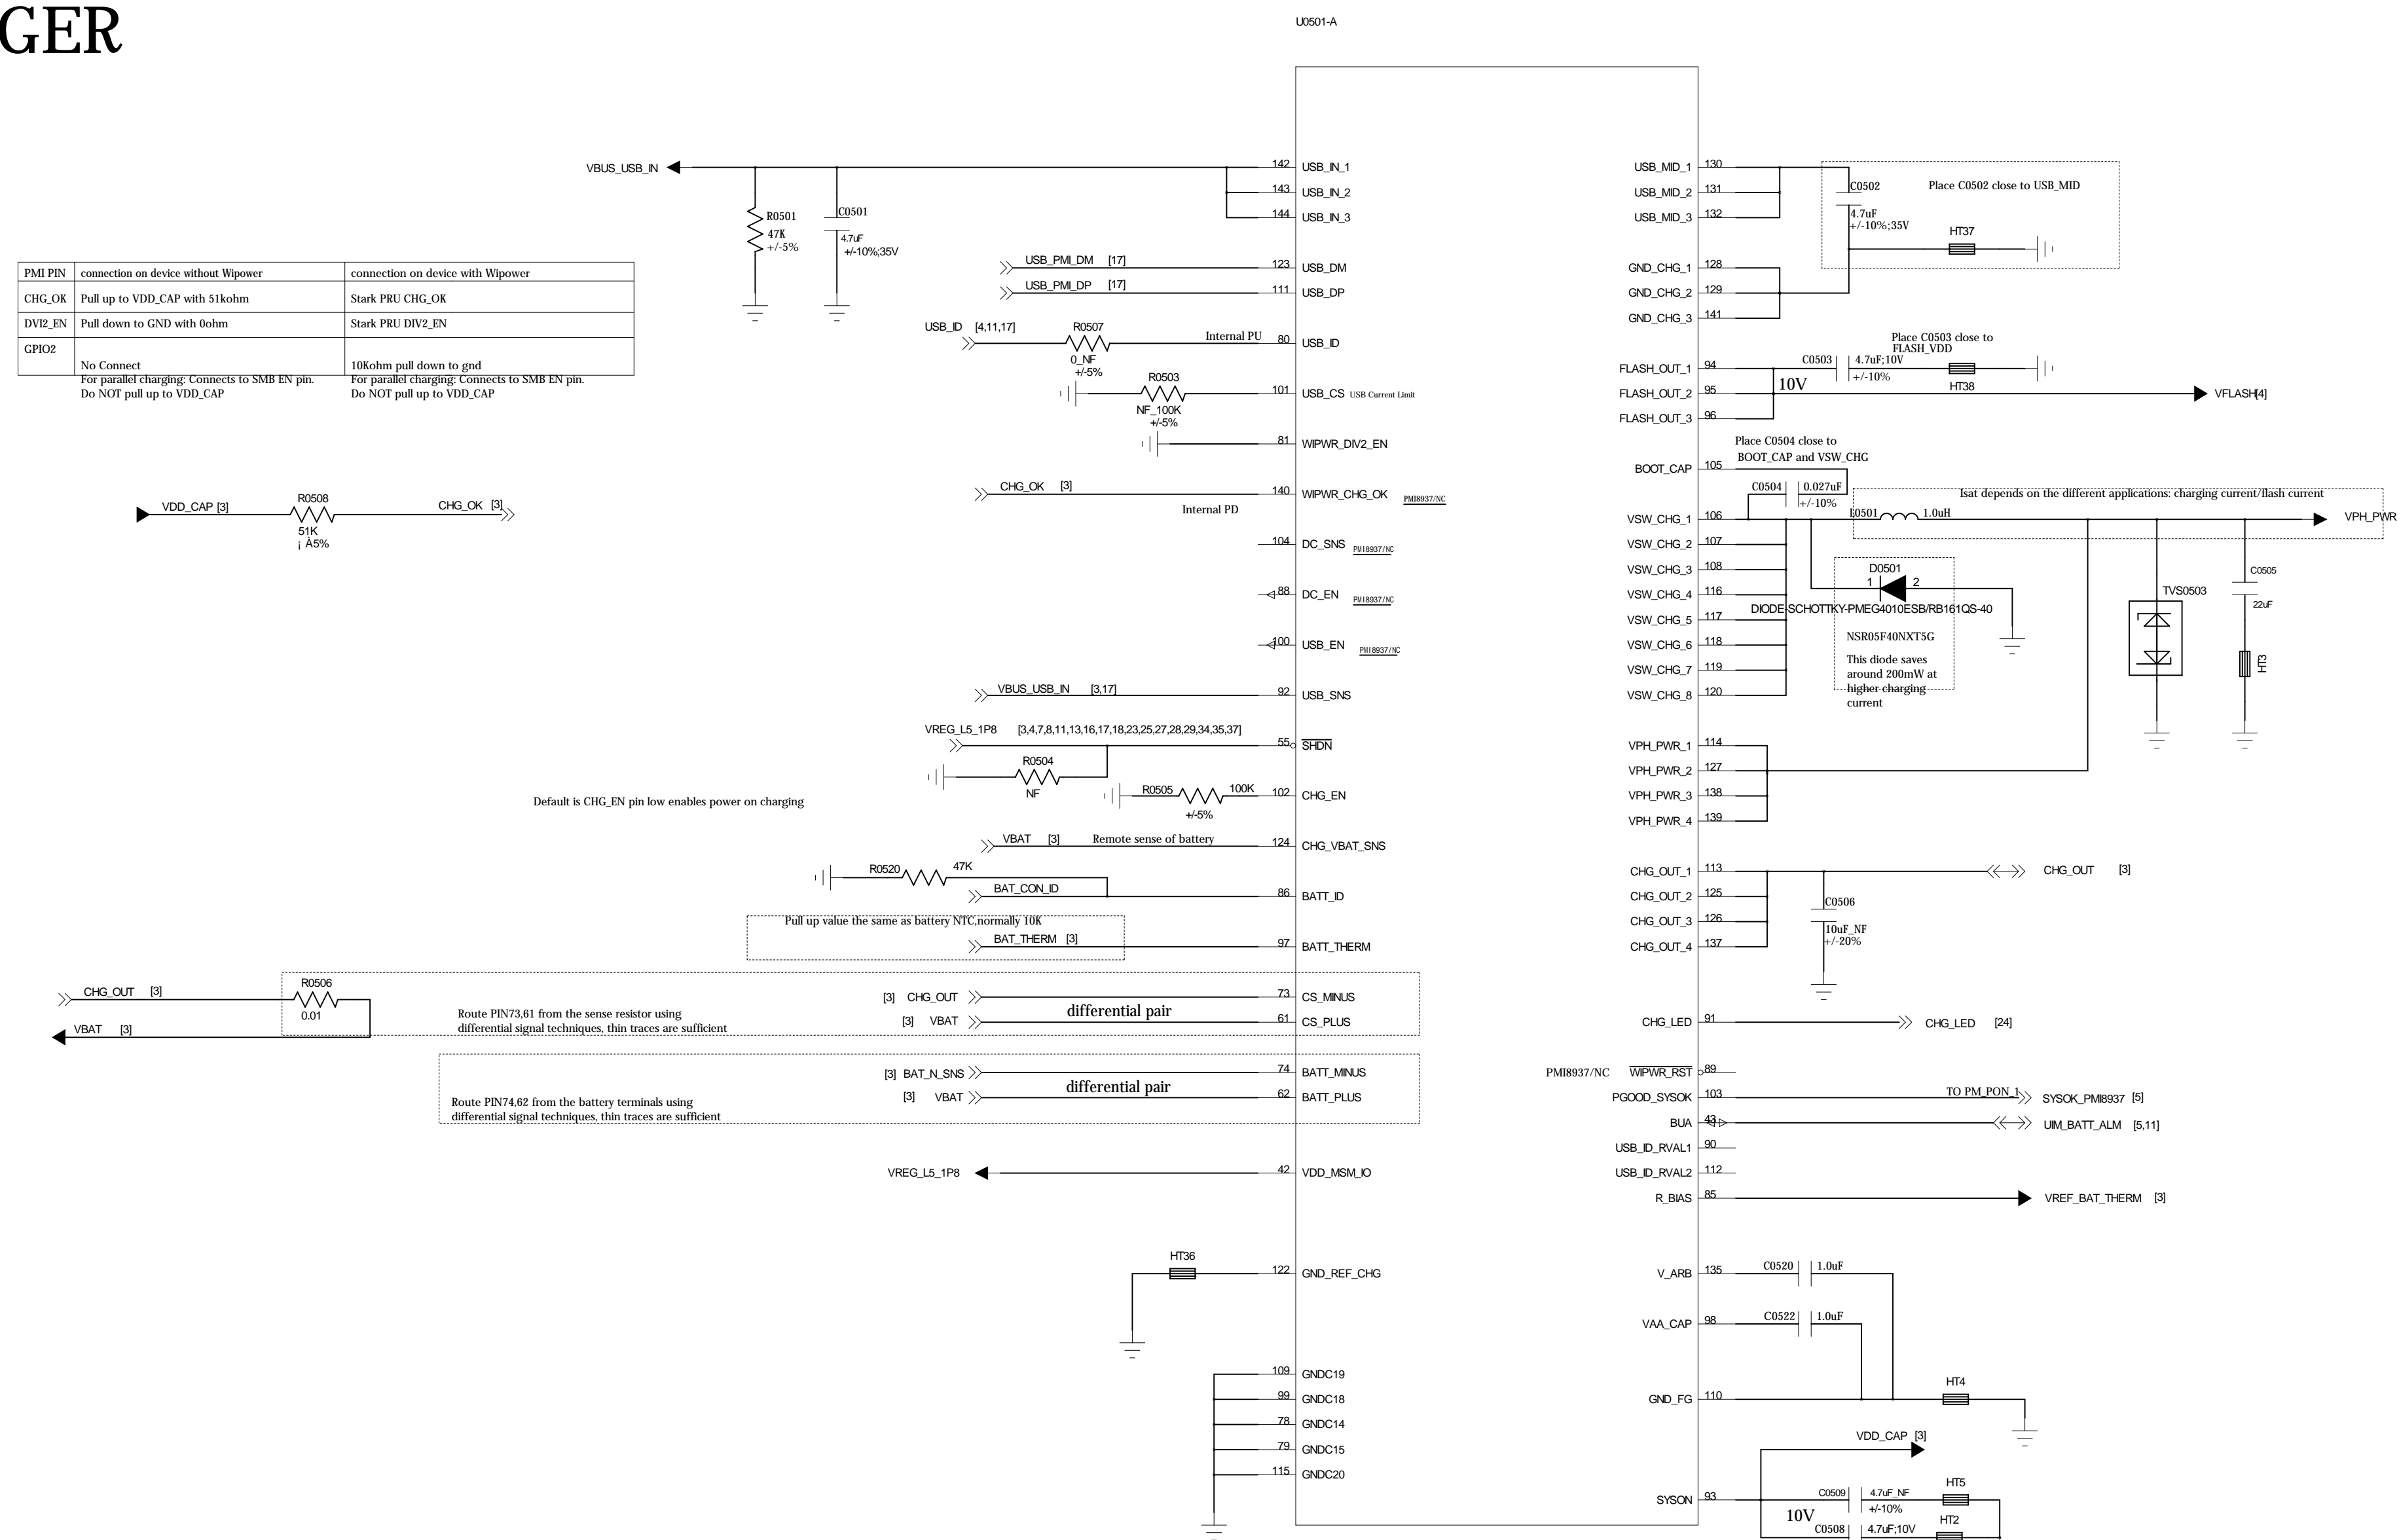 GER
U0501-A
PMI PIN connection on device without Wipower connection on device with Wipower
CHG_OK Pull up to VDD_CAP with 51kohm Stark PRU CHG_OK
DVI2_EN Pull down to GND with 0ohm Stark PRU DIV2_EN
GPIO2
No Connect 10Kohm pull down to gnd
For parallel charging: Connects to SMB EN pin. For parallel charging: Connects to SMB EN pin.
Do NOT pull up to VDD_CAP Do NOT pull up to VDD_CAP
VDD_CAP [3] R0508 CHG_OK [3]
51K
¡ À5%
VBUS_USB_IN
R0501
47K
+/-5%
C0501
4.7uF
+/-10%;35V
142 USB_IN_1
143 USB_IN_2
144 USB_IN_3
USB_PMI_DM [17] 123 USB_DM
USB_PMI_DP [17] 111 USB_DP
USB_ID [4,11,17] R0507 Internal PU 80 USB_ID
0_NF
+/-5%
R0503 101 USB_CS USB Current Limit
NF_100K
+/-5%
81 WIPWR_DIV2_EN
CHG_OK [3] 140 WIPWR_CHG_OK PMI8937/NC
Internal PD
104 DC_SNS PMI8937/NC
88 DC_EN PMI8937/NC
100 USB_EN PMI8937/NC
VBUS_USB_IN [3,17] 92 USB_SNS
VREG_L5_1P8 [3,4,7,8,11,13,16,17,18,23,25,27,28,29,34,35,37]
55 SHDN
R0504
NF
Default is CHG_EN pin low enables power on charging
R0505 100K 102 CHG_EN
+/-5%
VBAT [3] Remote sense of battery 124 CHG_VBAT_SNS
R0520 47K
BAT_CON_ID 86 BATT_ID
Pull up value the same as battery NTC,normally 10K
BAT_THERM [3] 97 BATT_THERM
CHG_OUT [3] R0506
0.01
VBAT [3]
Route PIN73,61 from the sense resistor using
differential signal techniques, thin traces are sufficient
[3] CHG_OUT 73 CS_MINUS
differential pair
[3] VBAT 61 CS_PLUS
[3] BAT_N_SNS 74 BATT_MINUS
differential pair
[3] VBAT 62 BATT_PLUS
Route PIN74,62 from the battery terminals using
differential signal techniques, thin traces are sufficient
VREG_L5_1P8 42 VDD_MSM_IO
HT36 122 GND_REF_CHG
109 GNDC19
99 GNDC18
78 GNDC14
79 GNDC15
115 GNDC20
USB_MID_1 130
USB_MID_2 131
USB_MID_3 132
C0502 Place C0502 close to USB_MID
4.7uF
+/-10%;35V
HT37
GND_CHG_1 128
GND_CHG_2 129
GND_CHG_3 141
Place C0503 close to
FLASH_VDD
FLASH_OUT_1 94 C0503 4.7uF;10V
+/-10%
HT38
FLASH_OUT_2 95 10V VFLASH[4]
FLASH_OUT_3 96
Place C0504 close to
BOOT_CAP and VSW_CHG
BOOT_CAP 105
C0504 0.027uF
+/-10%
Isat depends on the different applications: charging current/flash current
VSW_CHG_1 106 L0501 1.0uH VPH_PWR
VSW_CHG_2 107
VSW_CHG_3 108
VSW_CHG_4 116
VSW_CHG_5 117
VSW_CHG_6 118
VSW_CHG_7 119
VSW_CHG_8 120
D0501
1 2
DIODE-SCHOTTKY-PMEG4010ESB/RB161QS-40
NSR05F40NXT5G
This diode saves
around 200mW at
higher charging
current
TVS0503
C0505
22uF
HT3
VPH_PWR_1 114
VPH_PWR_2 127
VPH_PWR_3 138
VPH_PWR_4 139
CHG_OUT_1 113 CHG_OUT [3]
CHG_OUT_2 125
CHG_OUT_3 126
CHG_OUT_4 137
C0506
10uF_NF
+/-20%
CHG_LED 91 CHG_LED [24]
PMI8937/NC WIPWR_RST 89
PGOOD_SYSOK 103 TO PM_PON_1 SYSOK_PMI8937 [5]
BUA 43 UIM_BATT_ALM [5,11]
USB_ID_RVAL1 90
USB_ID_RVAL2 112
R_BIAS 85 VREF_BAT_THERM [3]
V_ARB 135 C0520 1.0uF
VAA_CAP 98 C0522 1.0uF
GND_FG 110 HT4
VDD_CAP [3]
SYSON 93 C0509 4.7uF_NF HT5
+/-10%
10V
C0508 4.7uF;10V HT2